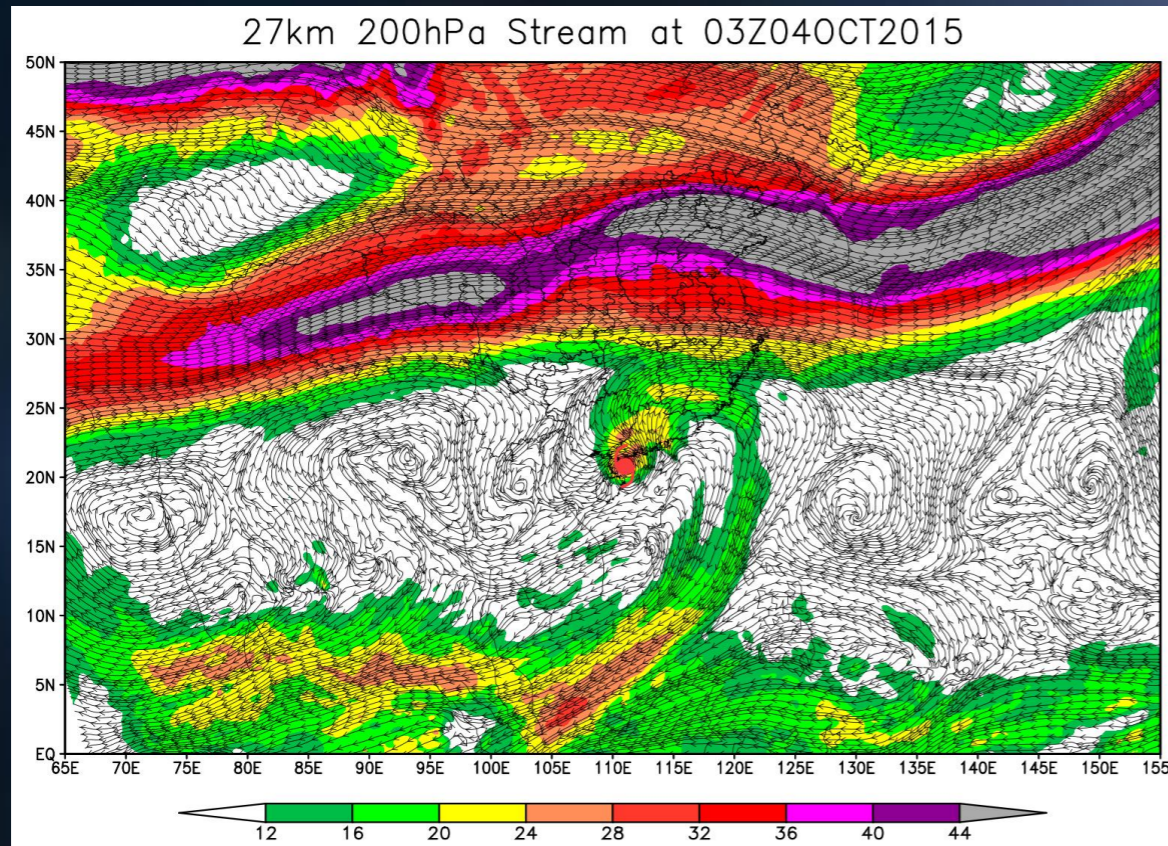 27km 200hPa Stream at 03Z04OCT2015
50N
45N
40N
35N
30N
25N
20N
15N
10N
5N
EQ
65E 70E 75E 80E 85E 90E 95E 100E 105E 110E 115E 120E 125E 130E 135E 140E 145E 150E 155E
12 16 20 24 28 32 36 40 44